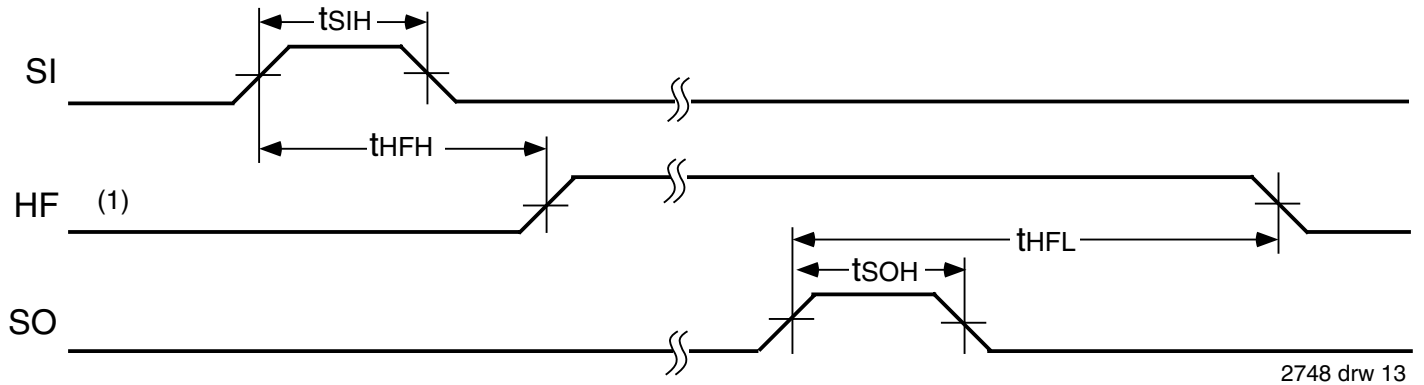 tSIH
SI
tHFH
HF (1)
tHFL
tSOH
SO
2748 drw 13